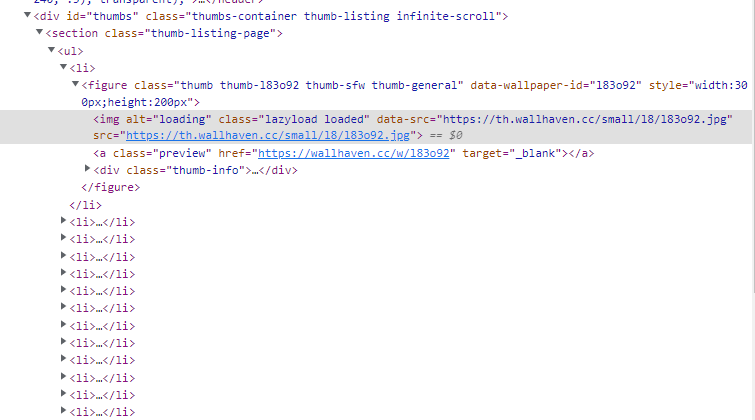 240, .5), transparent); >…</header>
<div id="thumbs" class="thumbs-container thumb-listing infinite-scroll">
<section class="thumb-listing-page">
<ul>
<li>
<figure class="thumb thumb-l83o92 thumb-sfw thumb-general" data-wallpaper-id="l83o92" style="width:30
0px;height:200px">
<img alt="loading" class="lazyload loaded" data-src="https://th.wallhaven.cc/small/l8/l83o92.jpg"
src="https://th.wallhaven.cc/small/l8/l83o92.jpg"> == $0
<a class="preview" href="https://wallhaven.cc/w/l83o92" target="_blank"></a>
<div class="thumb-info">…</div>
</figure>
</li>
<li>…</li>
<li>…</li>
<li>…</li>
<li>…</li>
<li>…</li>
<li>…</li>
<li>…</li>
<li>…</li>
<li>…</li>
<li>…</li>
<li>…</li>
<li>…</li>